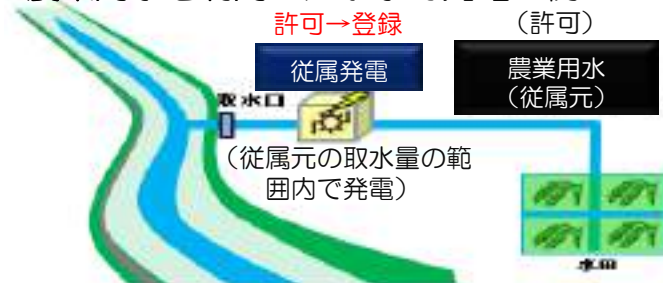 許可→登録
（許可）
従属発電
農業用水
（従属元）
取水口
（従属元の取水量の範
囲内で発電）
水田